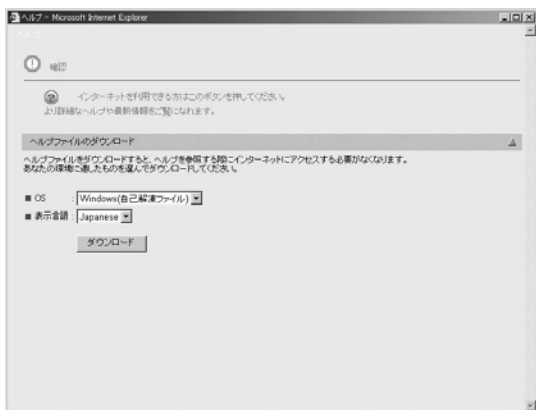 ヘルプ - Microsoft Internet Explorer
ヘルプ
確認
インターネットを利用できる方はこのボタンを押してください。
より詳細なヘルプや最新情報をご覧になれます。
ヘルプファイルのダウンロード
ヘルプファイルをダウンロードすると、ヘルプを参照する際にインターネットにアクセスする必要がなくなります。
あなたの環境に適したものを選んでダウンロードしてください。
■ OS : Windows(自己解凍ファイル)
■ 表示言語 : Japanese
ダウンロード